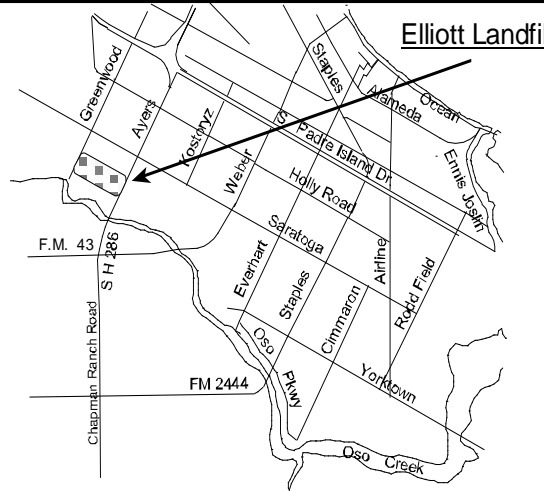 Elliott Landfi
Greenwood
Ayers
Kostoryz
Staples
Alameda
Ocean
S Padre Island Dr.
Ennis Joslin
Weber
Holly Road
Saratoga
F.M. 43
S H 286
Everhart
Staples
Airline
Rodd Field
Cimmaron
Oso Pkwy
Yorktown
Chapman Ranch Road
FM 2444
Oso Creek